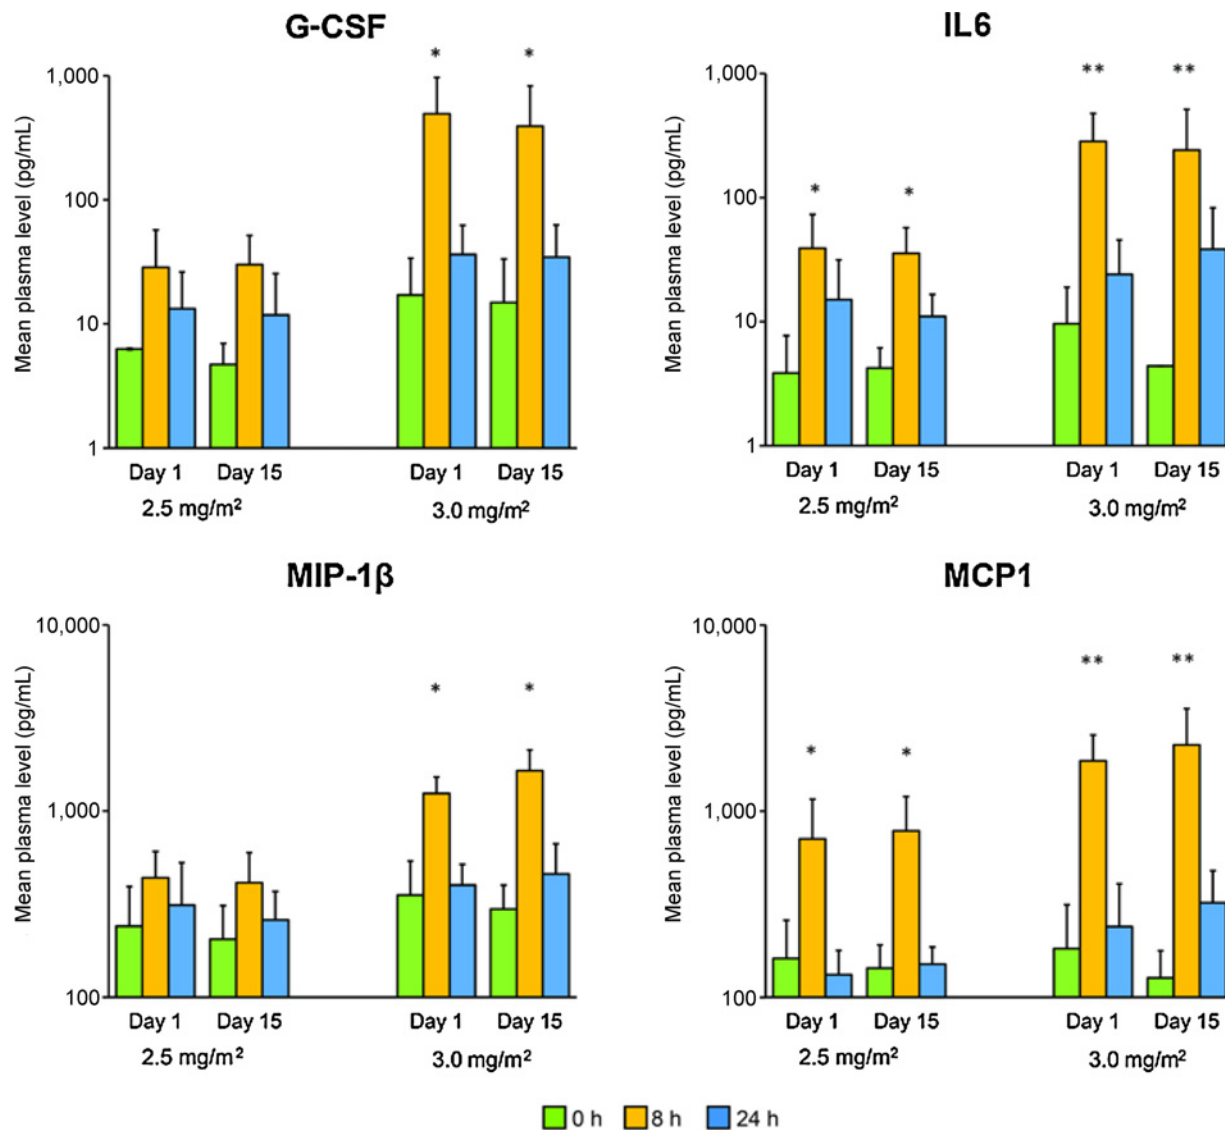 G-CSF
Mean plasma level (pg/mL)
1,000
100
10
1
* *
Day 1 Day 15 Day 1 Day 15
2.5 mg/m² 3.0 mg/m²
IL6
Mean plasma level (pg/mL)
1,000
100
10
1
* * ** **
Day 1 Day 15 Day 1 Day 15
2.5 mg/m² 3.0 mg/m²
MIP-1β
Mean plasma level (pg/mL)
10,000
1,000
100
* *
Day 1 Day 15 Day 1 Day 15
2.5 mg/m² 3.0 mg/m²
MCP1
Mean plasma level (pg/mL)
10,000
1,000
100
* * ** **
Day 1 Day 15 Day 1 Day 15
2.5 mg/m² 3.0 mg/m²
0 h 8 h 24 h